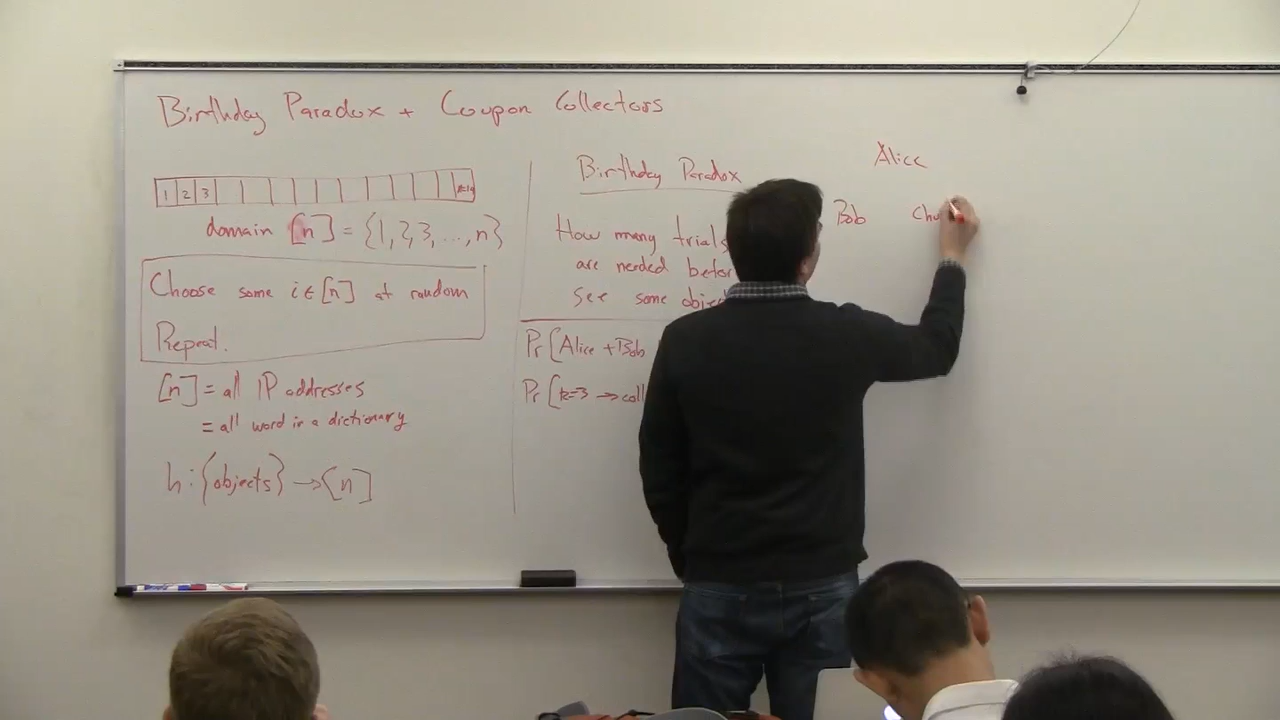 Birthday Paradox + Coupon Collectors
1 2 3
domain [n] = {1, 2, 3, ..., n}
Choose some i ∈ [n] at random
Repeat.
[n] = all IP addresses
= all word in a dictionary
h : {objects} → [n]
Birthday Paradox
How many trials
are needed befor
see some objec
Pr [Alice + Bob
Pr [k=3 → coll
Alice
Bob Chu